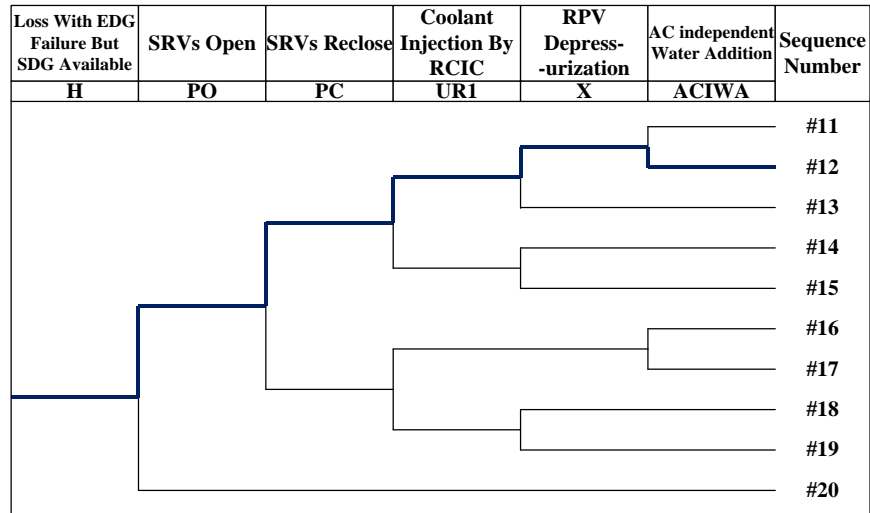 Loss With EDG
Failure But
SDG Available
SRVs Open
SRVs Reclose
Coolant
Injection By
RCIC
RPV
Depress-
-urization
AC independent
Water Addition
Sequence
Number
H
PO
PC
UR1
X
ACIWA
#11
#12
#13
#14
#15
#16
#17
#18
#19
#20